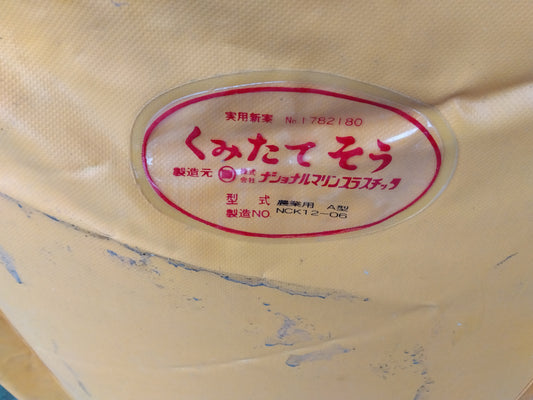 実用新案 No.1782180
くみたて そう
製造元 株式会社 ナショナルマリンプラスチック
型式 農業用 A型
製造NO NCK12-06